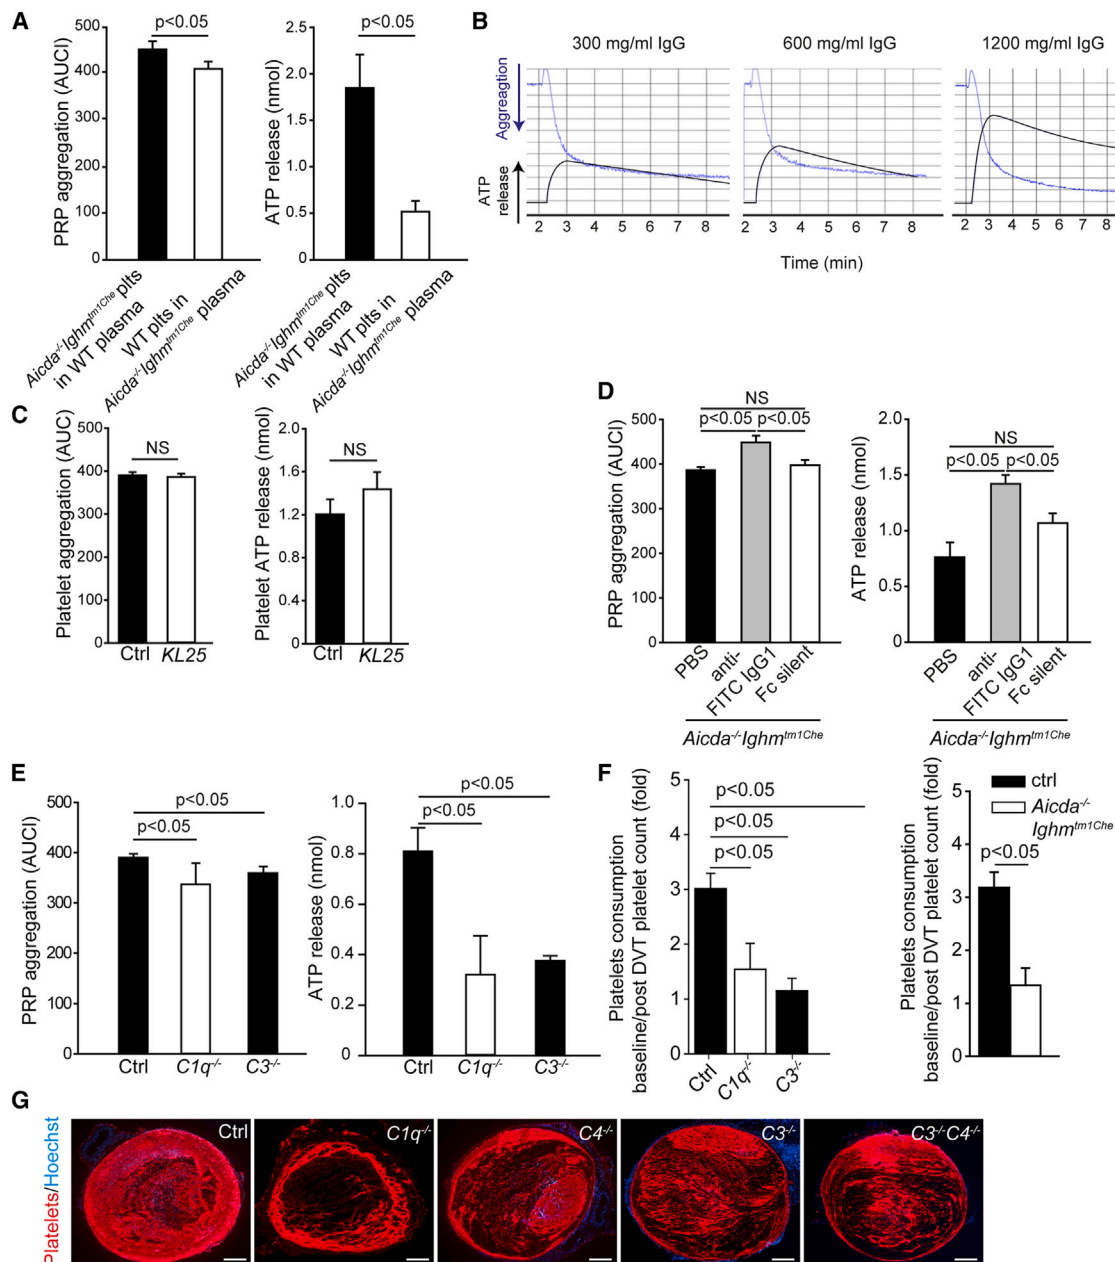 A
PRP aggregation (AUCI)
500
400
300
200
100
0
p<0.05
Aicda-/-Ighmtm1Che plts
in WT plasma
WT plts in
Aicda-/-Ighmtm1Che plasma
ATP release (nmol)
2.5
2.0
1.5
1.0
0.5
0
p<0.05
Aicda-/-Ighmtm1Che plts
in WT plasma
WT plts in
Aicda-/-Ighmtm1Che plasma
B
300 mg/ml IgG
600 mg/ml IgG
1200 mg/ml IgG
Aggreagtion
ATP
release
2 3 4 5 6 7 8
2 3 4 5 6 7 8
2 3 4 5 6 7 8
Time (min)
C
Platelet aggregation (AUC)
500
400
300
200
100
0
NS
Ctrl KL25
Platelet ATP release (nmol)
2.0
1.6
1.2
0.8
0.4
0
NS
Ctrl KL25
D
PRP aggregation (AUCI)
500
400
300
200
100
0
NS
p<0.05 p<0.05
PBS
anti-
FITC IgG1
Fc silent
Aicda-/-Ighmtm1Che
ATP release (nmol)
2.0
1.5
1.0
0.5
0
NS
p<0.05 p<0.05
PBS
anti-
FITC IgG1
Fc silent
Aicda-/-Ighmtm1Che
E
PRP aggregation (AUCI)
500
400
300
400
100
0
p<0.05
p<0.05
Ctrl C1q-/- C3-/-
ATP release (nmol)
1.0
0.8
0.6
0.4
0.2
0
p<0.05
p<0.05
Ctrl C1q-/- C3-/-
F
Platelets consumption
baseline/post DVT platelet count (fold)
5
4
3
2
1
0
p<0.05
p<0.05
p<0.05
Ctrl
C1q-/-
C3-/-
Platelets consumption
baseline/post DVT platelet count (fold)
5
4
3
2
1
0
ctrl
Aicda-/-
Ighmtm1Che
p<0.05
G
Platelets/Hoechst
Ctrl
C1q-/-
C4-/-
C3-/-
C3-/-C4-/-